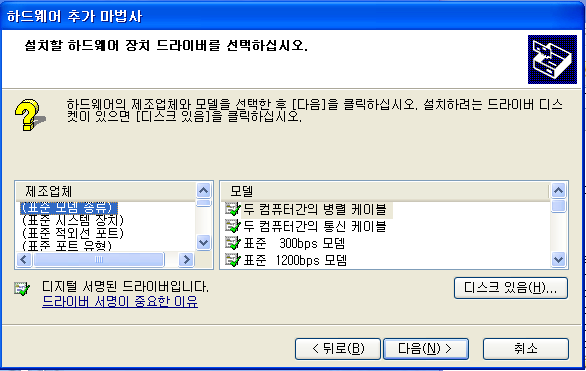 하드웨어 추가 마법사
설치할 하드웨어 장치 드라이버를 선택하십시오.
하드웨어의 제조업체와 모델을 선택한 후 [다음]을 클릭하십시오. 설치하려는 드라이버 디스
켓이 있으면 [디스크 있음]을 클릭하십시오.
제조업체
(표준 모뎀 종류)
(표준 시스템 장치)
(표준 적외선 포트)
(표준 포트 유형)
모델
두 컴퓨터간의 병렬 케이블
두 컴퓨터간의 통신 케이블
표준 300bps 모뎀
표준 1200bps 모뎀
디지털 서명된 드라이버입니다.
드라이버 서명이 중요한 이유
디스크 있음(H)...
< 뒤로(B)
다음(N) >
취소